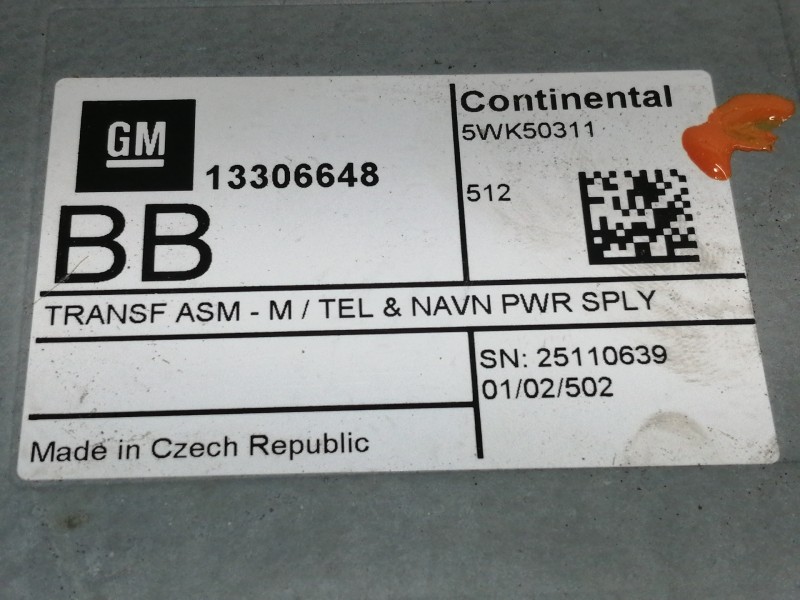 GM
13306648
BB
Continental
5WK50311
512
TRANSF ASM - M / TEL & NAVN PWR SPLY
SN: 25110639
01/02/502
Made in Czech Republic